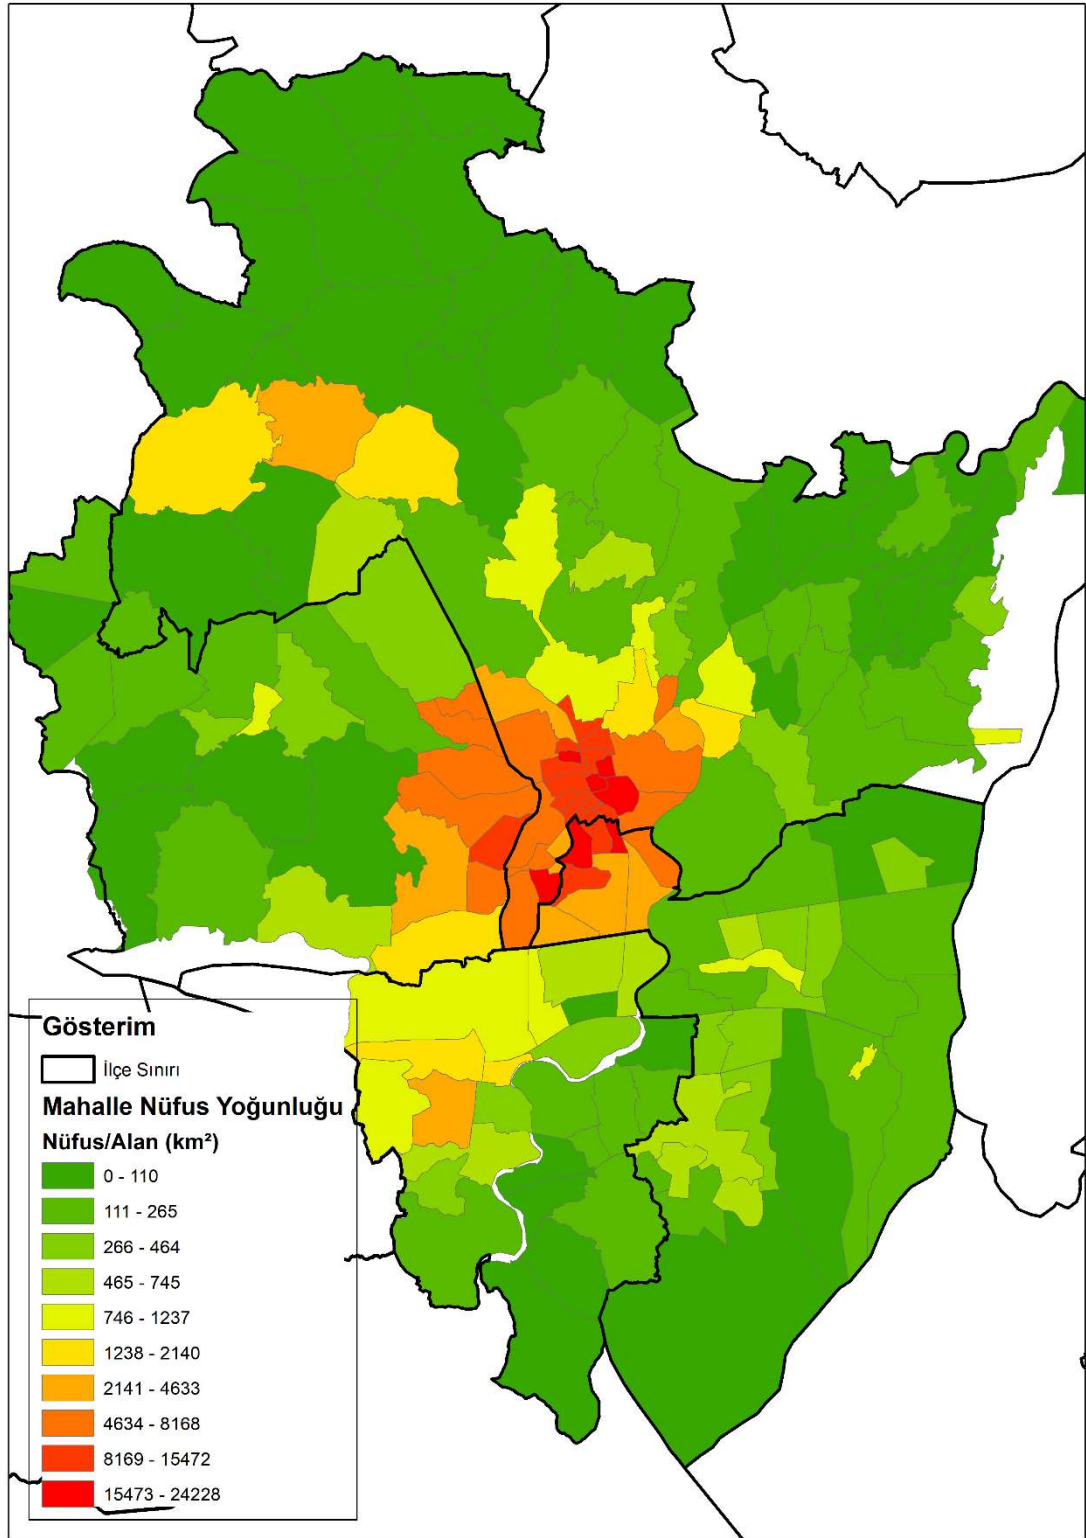 Gösterim
İlçe Sınırı
Mahalle Nüfus Yoğunluğu
Nüfus/Alan (km²)
0 - 110
111 - 265
266 - 464
465 - 745
746 - 1237
1238 - 2140
2141 - 4633
4634 - 8168
8169 - 15472
15473 - 24228